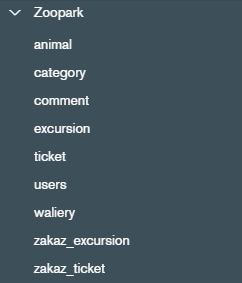 Zoopark
animal
category
comment
excursion
ticket
users
waliery
zakaz_excursion
zakaz_ticket